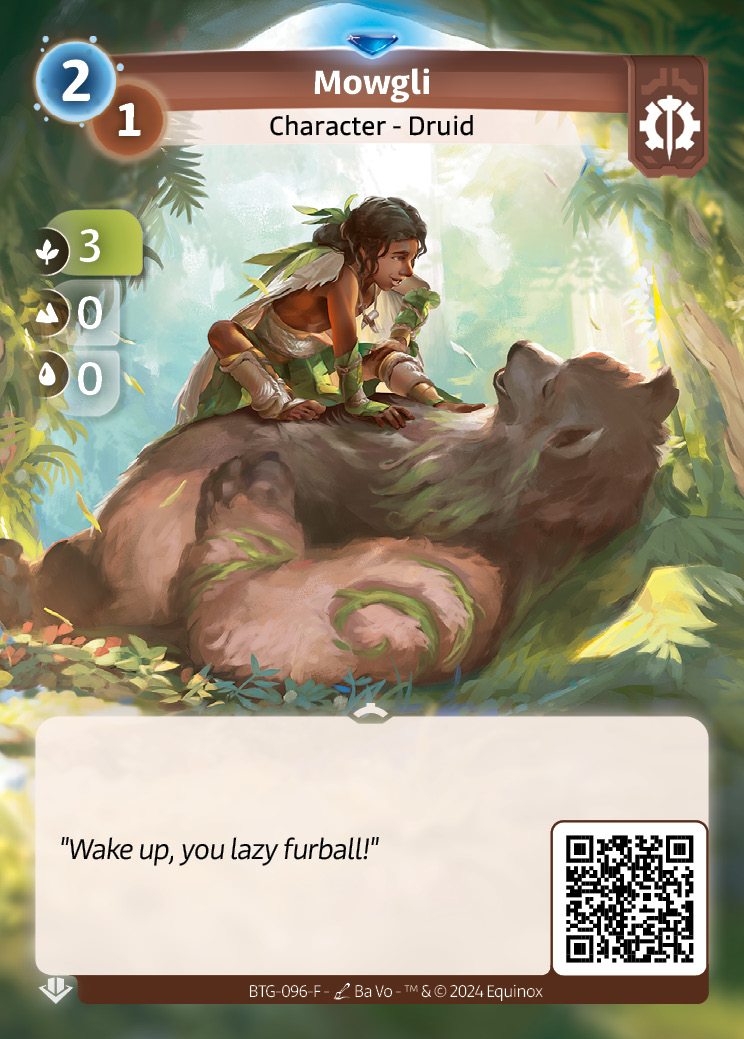 2
Mowgli
1
Character - Druid
3
0
0
"Wake up, you lazy furball!"
BTG-096-F - Ba Vo - ™ & © 2024 Equinox